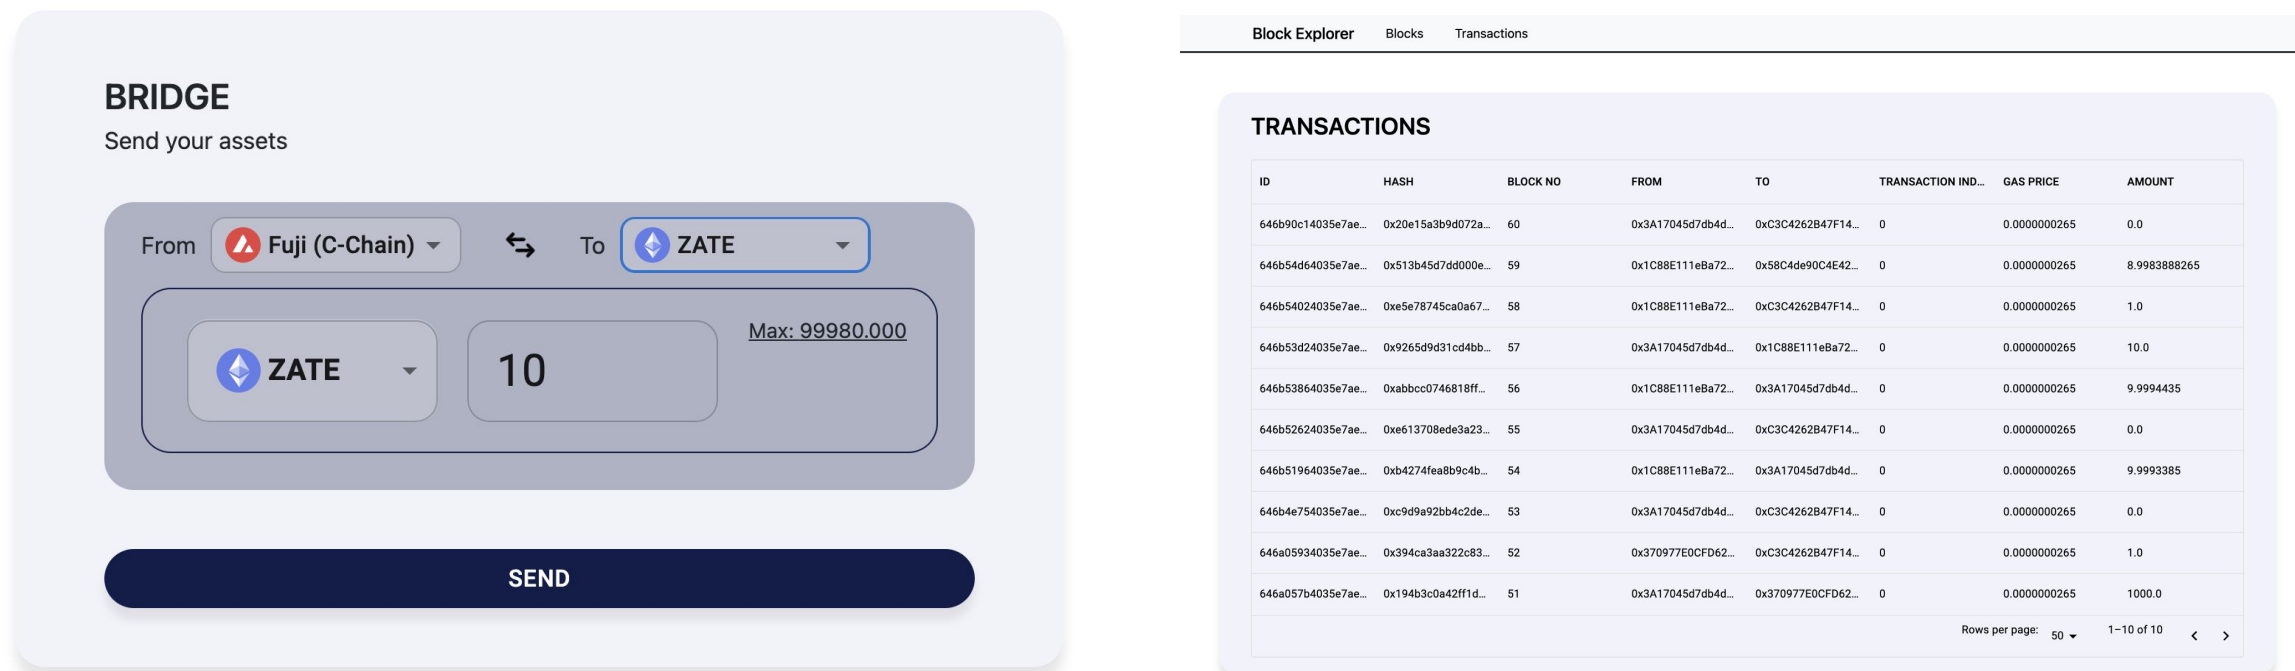 BRIDGE
Send your assets
From Fuji (C-Chain) To ZATE
Max: 99980.000
ZATE 10
SEND
Block Explorer Blocks Transactions
TRANSACTIONS
ID HASH BLOCK NO FROM TO TRANSACTION IND... GAS PRICE AMOUNT
646b90c14035e7ae... 0x20e15a3b9d072a... 60 0x3A17045d7db4d... 0xC3C4262B47F14... 0 0.0000000265 0.0
646b54d64035e7ae... 0x513b45d7dd000e... 59 0x1C88E111eBa72... 0x58C4de90C4E42... 0 0.0000000265 8.9983888265
646b54024035e7ae... 0xe5e78745ca0a67... 58 0x1C88E111eBa72... 0xC3C4262B47F14... 0 0.0000000265 1.0
646b53d24035e7ae... 0x9265d9d31cd4bb... 57 0x3A17045d7db4d... 0x1C88E111eBa72... 0 0.0000000265 10.0
646b53864035e7ae... 0xabbcc0746818ff... 56 0x1C88E111eBa72... 0x3A17045d7db4d... 0 0.0000000265 9.9994435
646b52624035e7ae... 0xe613708ede3a23... 55 0x3A17045d7db4d... 0xC3C4262B47F14... 0 0.0000000265 0.0
646b51964035e7ae... 0xb4274fea8b9c4b... 54 0x1C88E111eBa72... 0x3A17045d7db4d... 0 0.0000000265 9.9993385
646b4e754035e7ae... 0xc9d9a92bb4c2de... 53 0x3A17045d7db4d... 0xC3C4262B47F14... 0 0.0000000265 0.0
646a05934035e7ae... 0x394ca3aa322c83... 52 0x370977E0CFD62... 0xC3C4262B47F14... 0 0.0000000265 1.0
646a057b4035e7ae... 0x194b3c0a42ff1d... 51 0x3A17045d7db4d... 0x370977E0CFD62... 0 0.0000000265 1000.0
Rows per page: 50 1–10 of 10